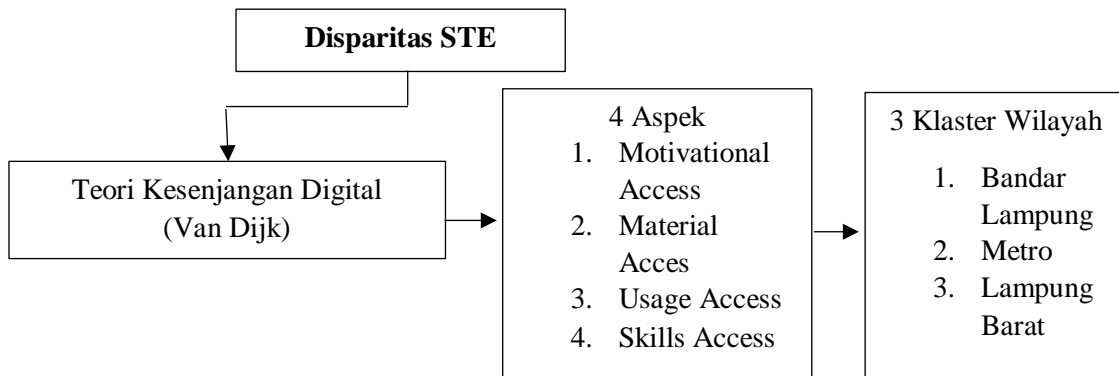 Disparitas STE
Teori Kesenjangan Digital
(Van Dijk)
4 Aspek
1. Motivational
Access
2. Material
Acces
3. Usage Access
4. Skills Access
3 Klaster Wilayah
1. Bandar
Lampung
2. Metro
3. Lampung
Barat